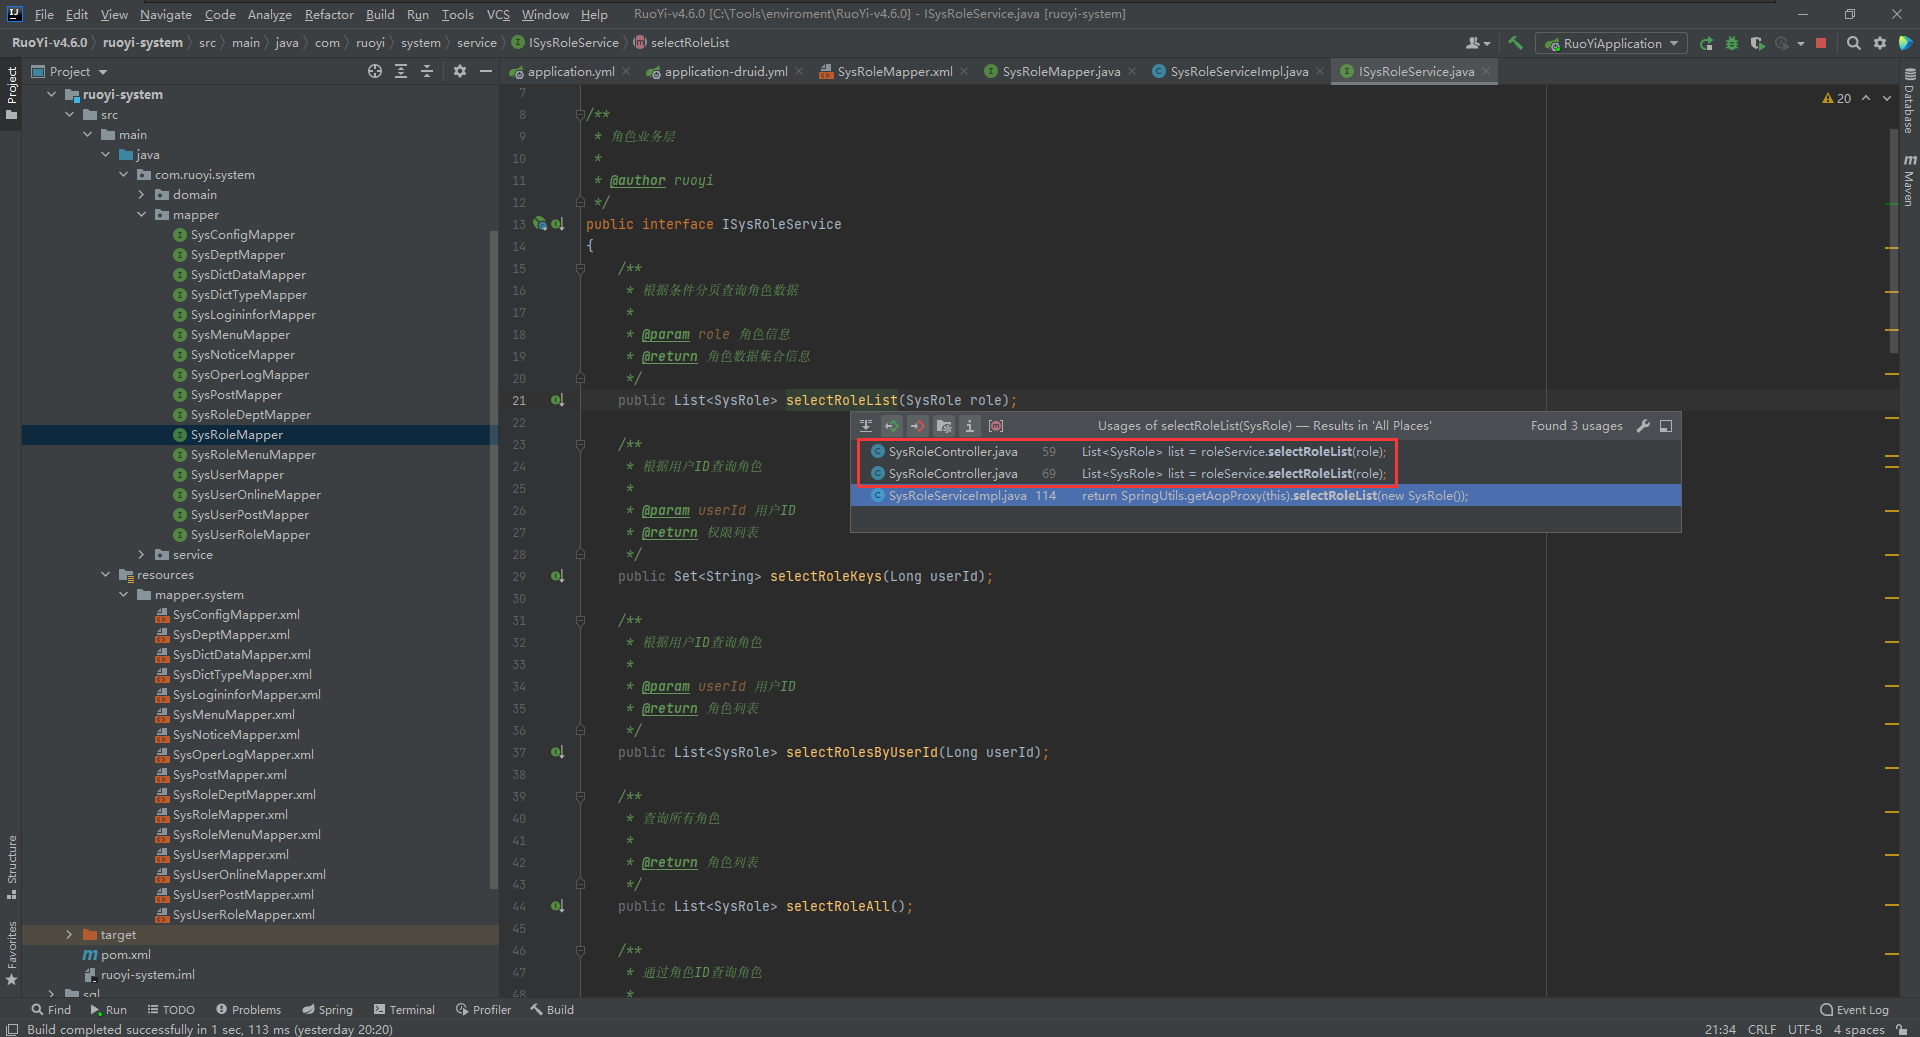 File Edit View Navigate Code Analyze Refactor Build Run Tools VCS Window Help RuoYi-v4.6.0 [C:\Tools\enviroment\RuoYi-v4.6.0] - ISysRoleService.java [ruoyi-system]
RuoYi-v4.6.0 ruoyi-system src main java com ruoyi system service ISysRoleService selectRoleList RuoYiApplication
Project
application.yml application-druid.yml SysRoleMapper.xml SysRoleMapper.java SysRoleServiceImpl.java ISysRoleService.java
Project
Structure
Favorites
ruoyi-system
src
main
java
com.ruoyi.system
domain
mapper
SysConfigMapper
SysDeptMapper
SysDictDataMapper
SysDictTypeMapper
SysLogininforMapper
SysMenuMapper
SysNoticeMapper
SysOperLogMapper
SysPostMapper
SysRoleDeptMapper
SysRoleMapper
SysRoleMenuMapper
SysUserMapper
SysUserOnlineMapper
SysUserPostMapper
SysUserRoleMapper
service
resources
mapper.system
SysConfigMapper.xml
SysDeptMapper.xml
SysDictDataMapper.xml
SysDictTypeMapper.xml
SysLogininforMapper.xml
SysMenuMapper.xml
SysNoticeMapper.xml
SysOperLogMapper.xml
SysPostMapper.xml
SysRoleDeptMapper.xml
SysRoleMapper.xml
SysRoleMenuMapper.xml
SysUserMapper.xml
SysUserOnlineMapper.xml
SysUserPostMapper.xml
SysUserRoleMapper.xml
target
pom.xml
ruoyi-system.iml
sql
20
7
8 /**
9 * 角色业务层
10 *
11 * @author ruoyi
12 */
13 public interface ISysRoleService
14 {
15 /**
16 * 根据条件分页查询角色数据
17 *
18 * @param role 角色信息
19 * @return 角色数据集合信息
20 */
21 public List<SysRole> selectRoleList(SysRole role);
22
Usages of selectRoleList(SysRole) — Results in 'All Places' Found 3 usages
SysRoleController.java 59 List<SysRole> list = roleService.selectRoleList(role);
SysRoleController.java 69 List<SysRole> list = roleService.selectRoleList(role);
SysRoleServiceImpl.java 114 return SpringUtils.getAopProxy(this).selectRoleList(new SysRole());
23 /**
24 * 根据用户ID查询角色
25 *
26 * @param userId 用户ID
27 * @return 权限列表
28 */
29 public Set<String> selectRoleKeys(Long userId);
30
31 /**
32 * 根据用户ID查询角色
33 *
34 * @param userId 用户ID
35 * @return 角色列表
36 */
37 public List<SysRole> selectRolesByUserId(Long userId);
38
39 /**
40 * 查询所有角色
41 *
42 * @return 角色列表
43 */
44 public List<SysRole> selectRoleAll();
45
46 /**
47 * 通过角色ID查询角色
48 *
Database
Maven
Find Run TODO Problems Spring Terminal Profiler Build Event Log
Build completed successfully in 1 sec, 113 ms (yesterday 20:20) 21:34 CRLF UTF-8 4 spaces